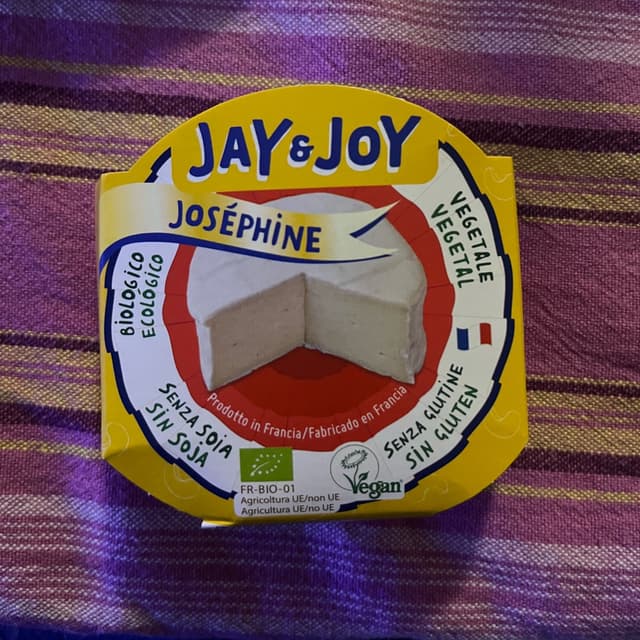 JAY & JOY
JOSÉPHINE
BIOLOGICO
ECOLÓGICO
VEGETALE
VEGETAL
SENZA SOIA
SIN SOJA
Prodotto in Francia/Fabricado en Francia
SENZA GLUTINE
SIN GLUTEN
FR-BIO-01
Agricoltura UE/non UE
Agricultura UE/no UE
Vegan